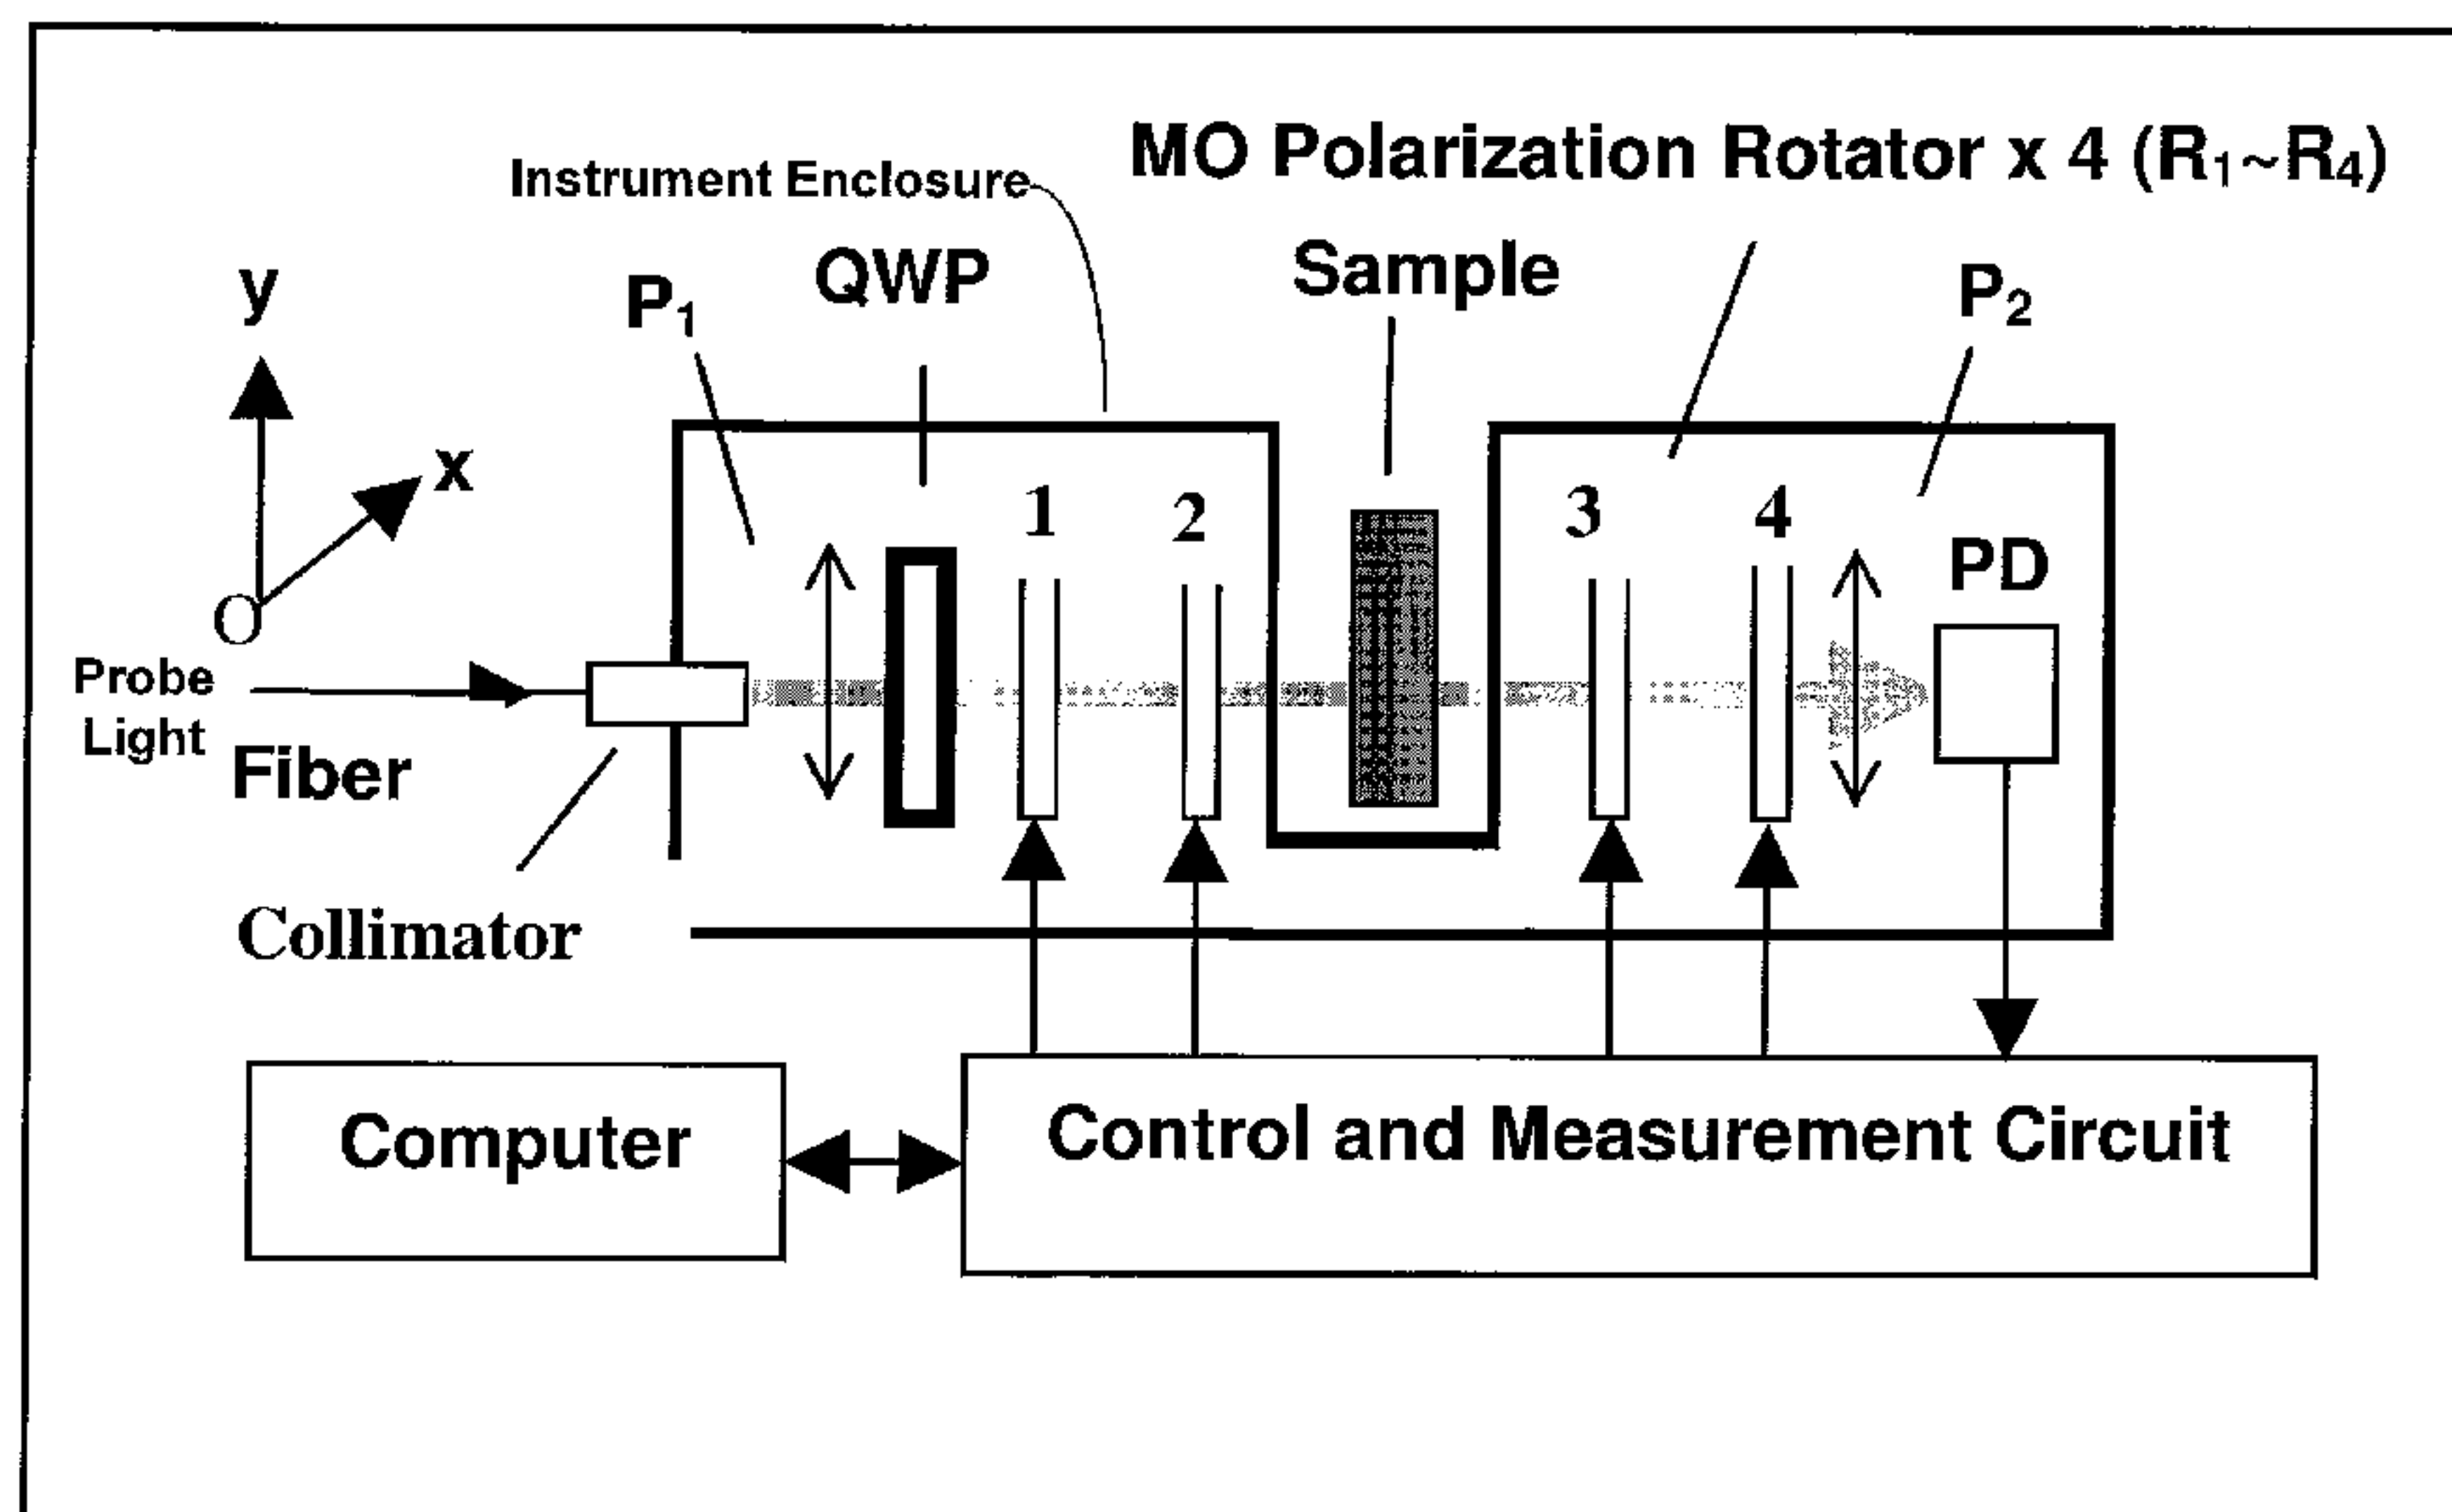 MO Polarization Rotator x 4 (R₁~R₄)
Instrument Enclosure
QWP
Sample
y
P₁
P₂
x
1
2
3
4
PD
O
Probe
Light
Fiber
Collimator
Computer
Control and Measurement Circuit